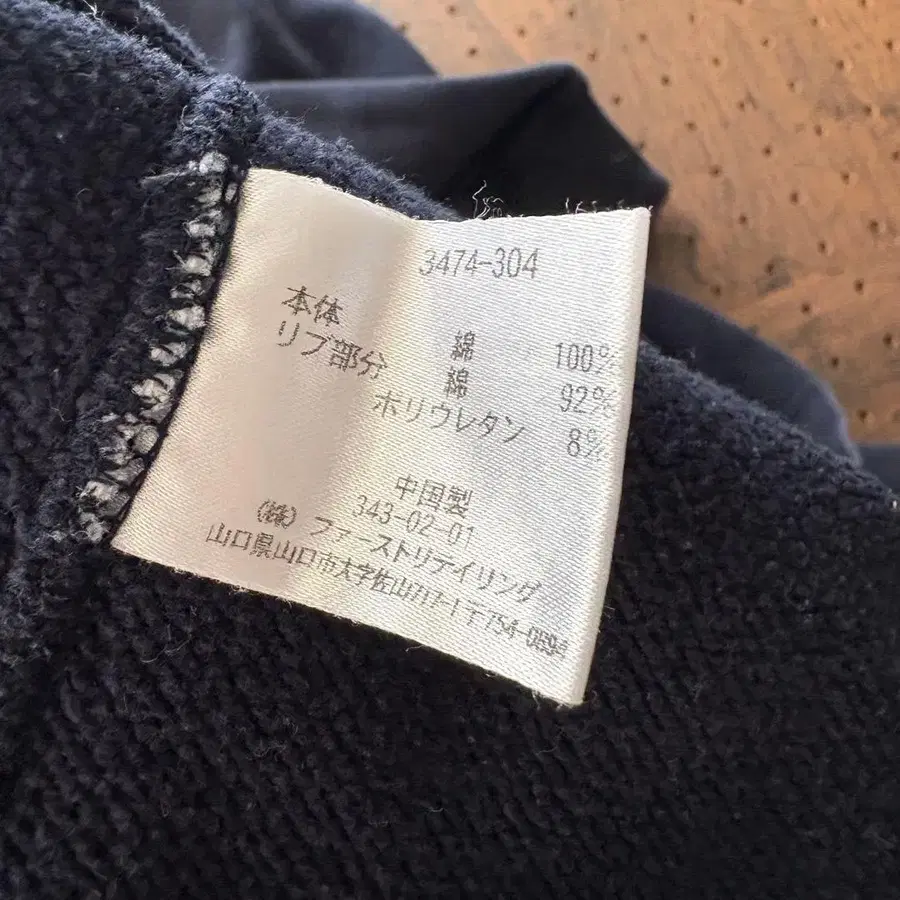 3474-304
本体 綿 100%
リブ部分 綿 92%
ポリウレタン 8%
中国製
343-02-01
(株) ファーストリテイリング
山口県山口市大字佐山717-1 〒754-0894